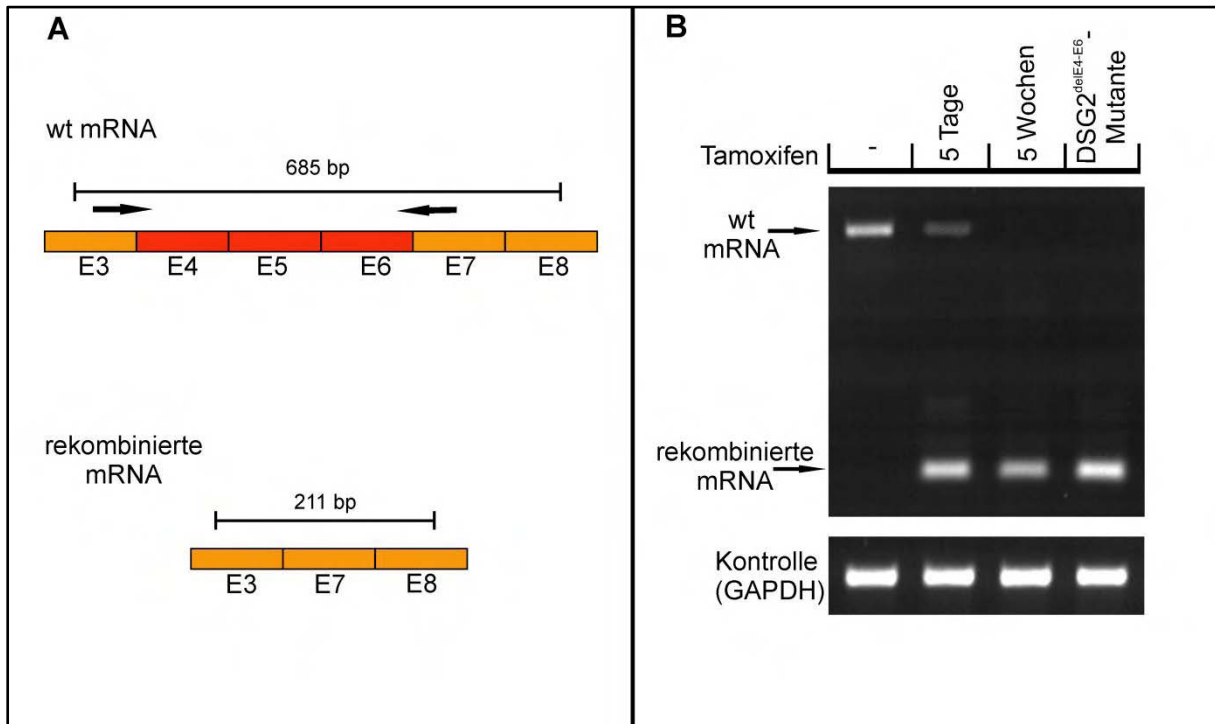 A
wt mRNA
685 bp
E3 E4 E5 E6 E7 E8
rekombinierte
mRNA
211 bp
E3 E7 E8
B
Tamoxifen
-
5 Tage
5 Wochen
DSG2delE4-E6-
Mutante
wt
mRNA
rekombinierte
mRNA
Kontrolle
(GAPDH)